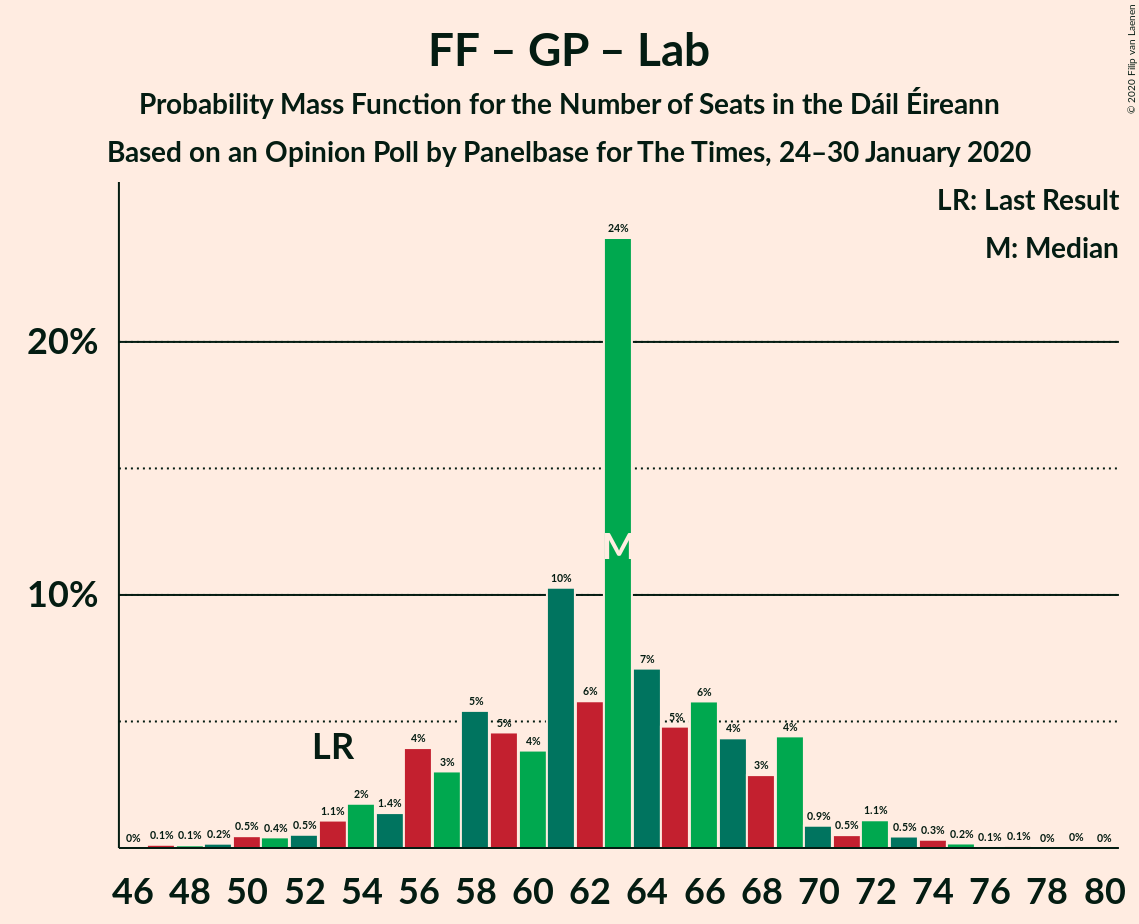 FF – GP – Lab
Probability Mass Function for the Number of Seats in the Dáil Éireann
Based on an Opinion Poll by Panelbase for The Times, 24–30 January 2020
© 2020 Filip van Laenen
LR: Last Result
M: Median
20%
10%
LR
M
0% 0.1% 0.1% 0.2% 0.5% 0.4% 0.5% 1.1% 2% 1.4% 4% 3% 5% 5% 4% 10% 6% 24% 7% 5% 6% 4% 3% 4% 0.9% 0.5% 1.1% 0.5% 0.3% 0.2% 0.1% 0.1% 0% 0% 0%
46 48 50 52 54 56 58 60 62 64 66 68 70 72 74 76 78 80